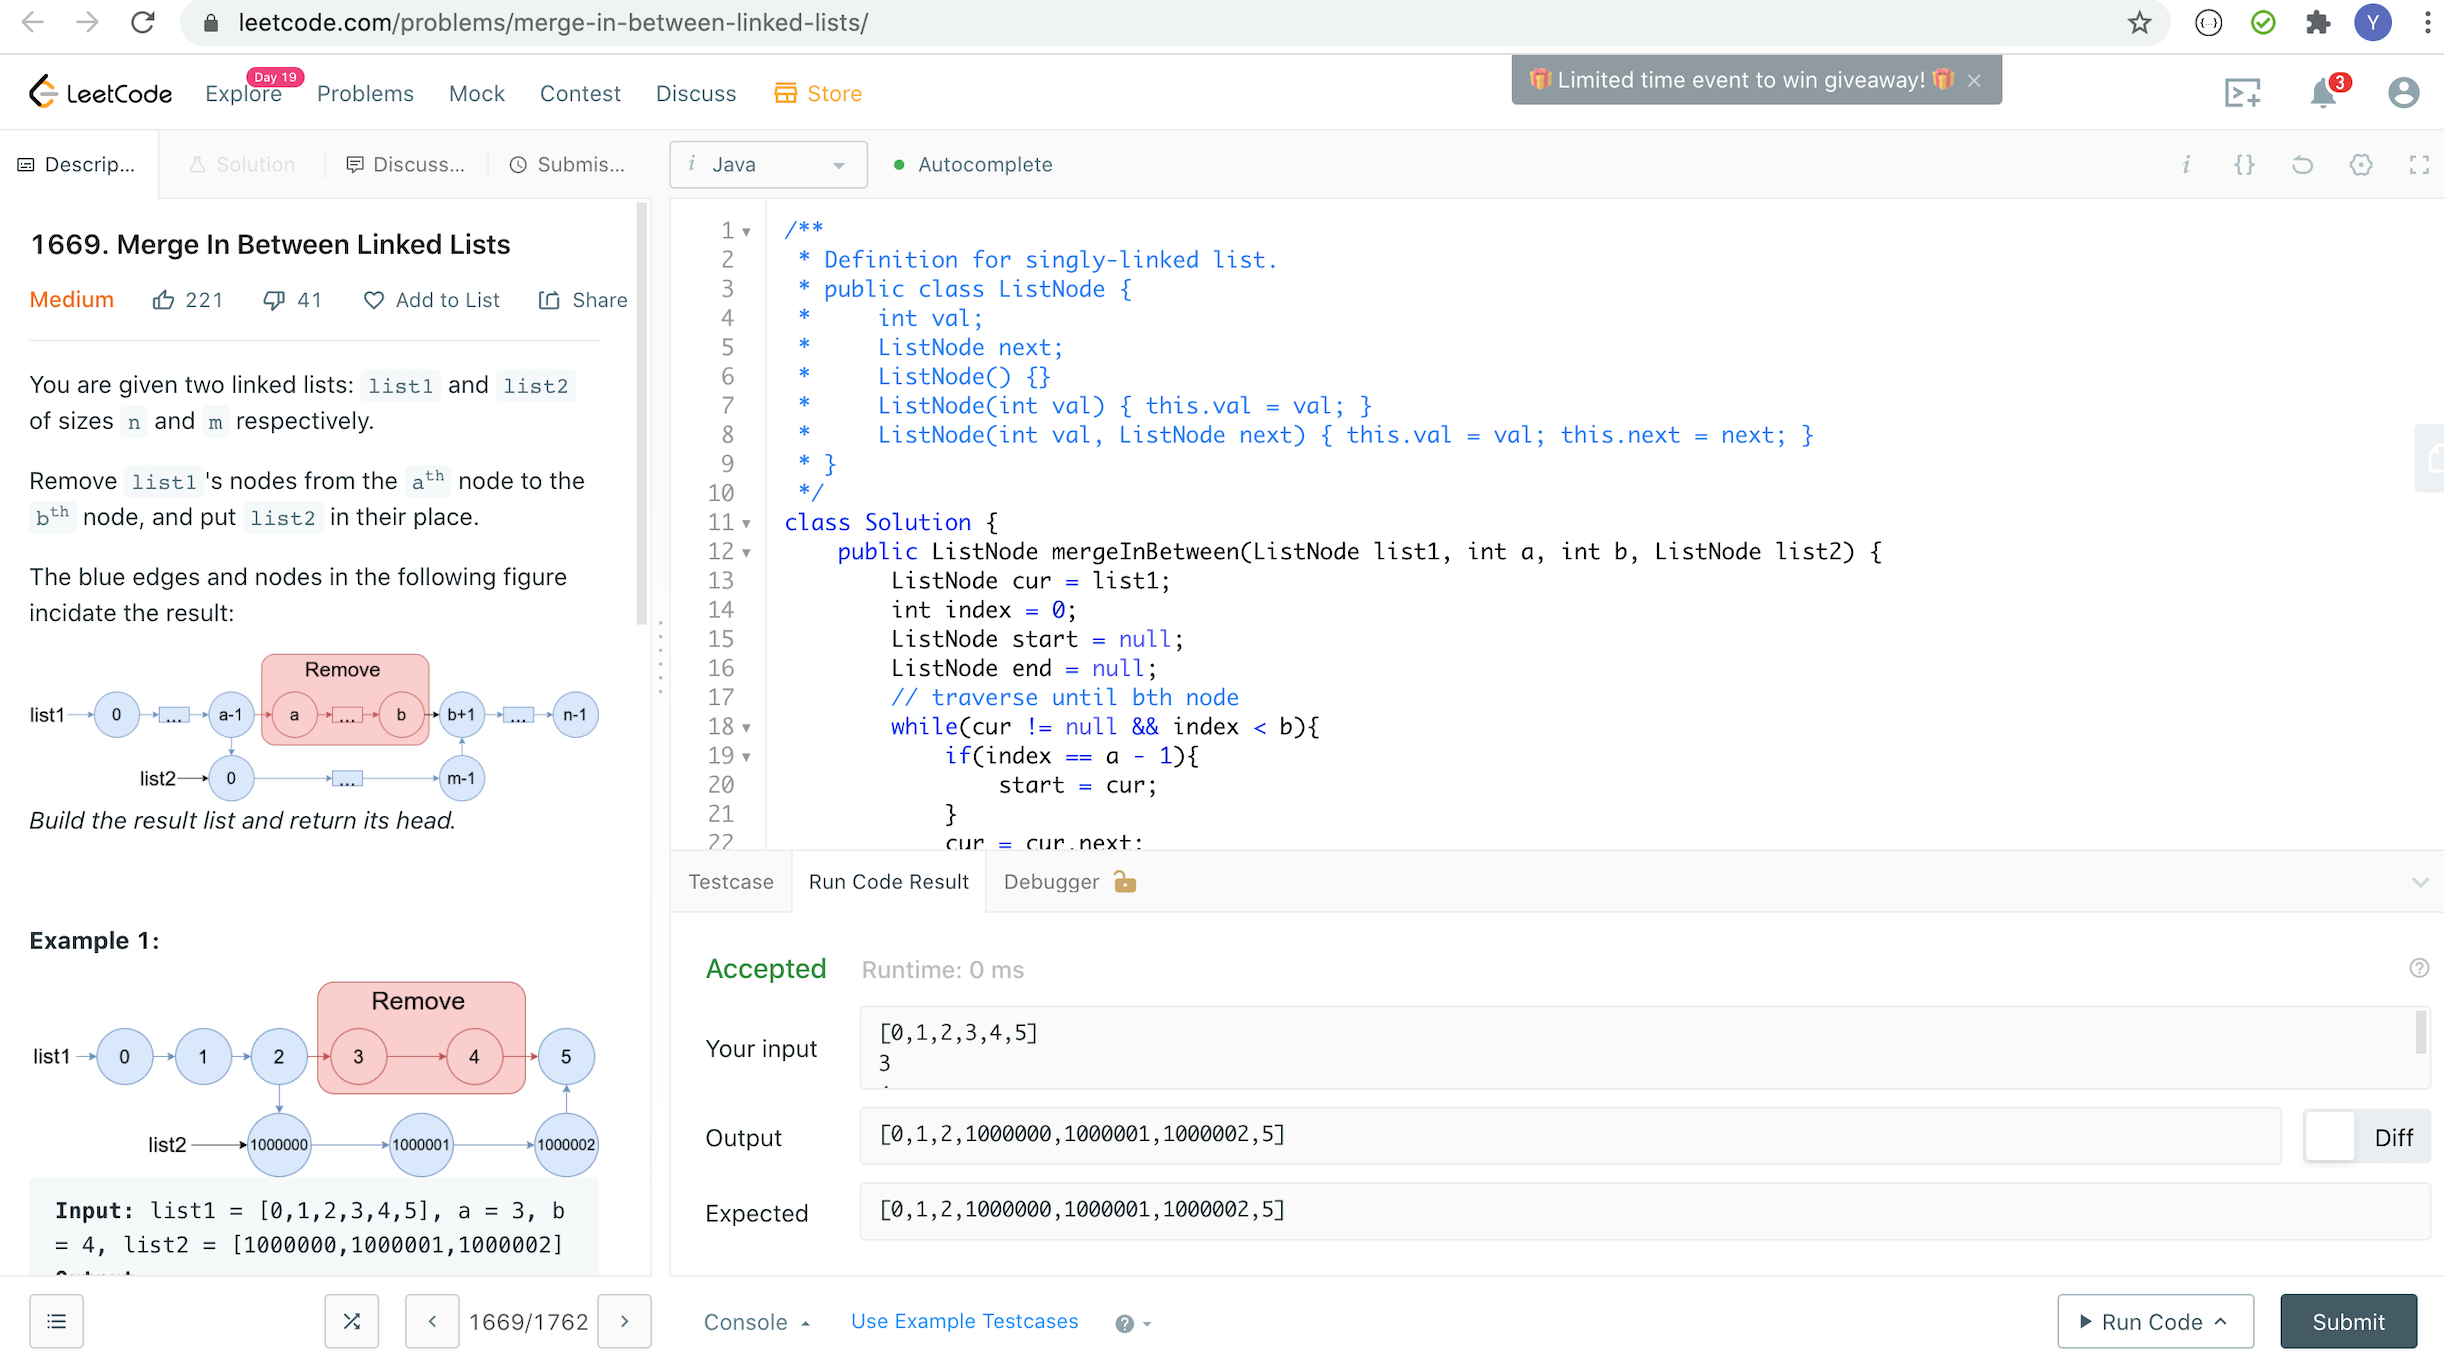 leetcode.com/problems/merge-in-between-linked-lists/
Y
LeetCode
Explore
Day 19
Problems
Mock
Contest
Discuss
Store
🎁 Limited time event to win giveaway! 🎁 ×
3
Descrip...
Solution
Discuss...
Submis...
i Java
Autocomplete
i {}
1669. Merge In Between Linked Lists
Medium 221 41 Add to List Share
You are given two linked lists: list1 and list2
of sizes n and m respectively.
Remove list1 's nodes from the ath node to the
bth node, and put list2 in their place.
The blue edges and nodes in the following figure
incidate the result:
Remove
list1 0 ... a-1 a ... b b+1 ... n-1
list2 0 ... m-1
Build the result list and return its head.
Example 1:
Remove
list1 0 1 2 3 4 5
list2 1000000 1000001 1000002
Input: list1 = [0,1,2,3,4,5], a = 3, b
= 4, list2 = [1000000,1000001,1000002]
1669/1762
1 /**
2 * Definition for singly-linked list.
3 * public class ListNode {
4 * int val;
5 * ListNode next;
6 * ListNode() {}
7 * ListNode(int val) { this.val = val; }
8 * ListNode(int val, ListNode next) { this.val = val; this.next = next; }
9 * }
10 */
11 class Solution {
12 public ListNode mergeInBetween(ListNode list1, int a, int b, ListNode list2) {
13 ListNode cur = list1;
14 int index = 0;
15 ListNode start = null;
16 ListNode end = null;
17 // traverse until bth node
18 while(cur != null && index < b){
19 if(index == a - 1){
20 start = cur;
21 }
22 cur = cur.next;
Testcase
Run Code Result
Debugger
Accepted Runtime: 0 ms
?
Your input
[0,1,2,3,4,5]
3
Output
[0,1,2,1000000,1000001,1000002,5]
Diff
Expected
[0,1,2,1000000,1000001,1000002,5]
Console
Use Example Testcases
?
Run Code
Submit